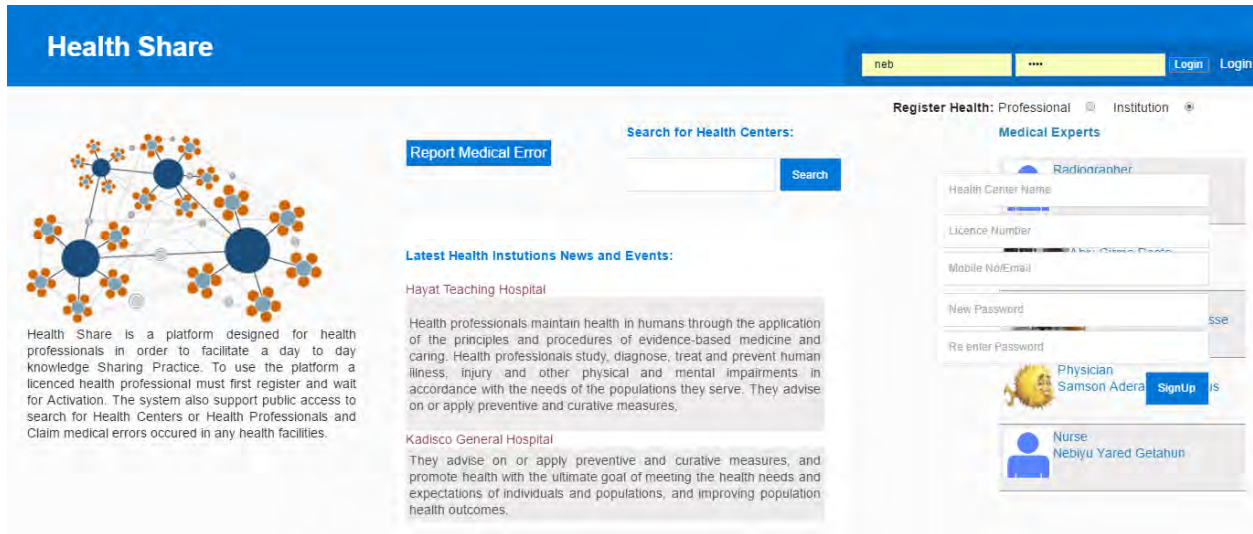 Health Share
neb
••••
Login
Login
Register Health: Professional Institution
Health Share is a platform designed for health
professionals in order to facilitate a day to day
knowledge Sharing Practice. To use the platform a
licenced health professional must first register and wait
for Activation. The system also support public access to
search for Health Centers or Health Professionals and
Claim medical errors occured in any health facilities.
Report Medical Error
Search for Health Centers:
Search
Latest Health Instutions News and Events:
Hayat Teaching Hospital
Health professionals maintain health in humans through the application
of the principles and procedures of evidence-based medicine and
caring. Health professionals study, diagnose, treat and prevent human
illness, injury and other physical and mental impairments in
accordance with the needs of the populations they serve. They advise
on or apply preventive and curative measures,
Kadisco General Hospital
They advise on or apply preventive and curative measures, and
promote health with the ultimate goal of meeting the health needs and
expectations of individuals and populations, and improving population
health outcomes.
Medical Experts
Radiographer
Health Center Name
Licence Number
Mobile No/Email
New Password
Re enter Password
Physician
Samson Adera
SignUp
Nurse
Nebiyu Yared Getahun